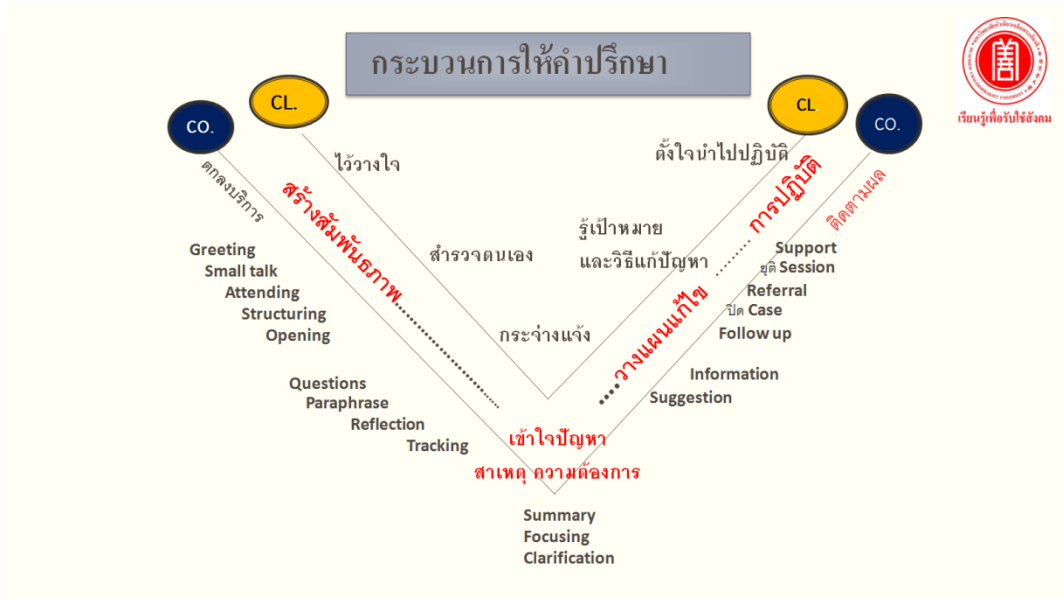 กระบวนการให้คำปรึกษา
เรียนรู้เพื่อรับใช้สังคม
CO.
CL.
CL
CO.
ตกลงบริการ
ไว้วางใจ
สร้างสัมพันธภาพ
สำรวจตนเอง
กระจ่างแจ้ง
Greeting
Small talk
Attending
Structuring
Opening
Questions
Paraphrase
Reflection
Tracking
เข้าใจปัญหา
สาเหตุ ความต้องการ
Summary
Focusing
Clarification
ตั้งใจนำไปปฏิบัติ
รู้เป้าหมาย
และวิธีแก้ปัญหา
การปฏิบัติ
วางแผนแก้ไข
ติดตามผล
Support
ยุติ Session
Referral
ปิด Case
Follow up
Information
Suggestion